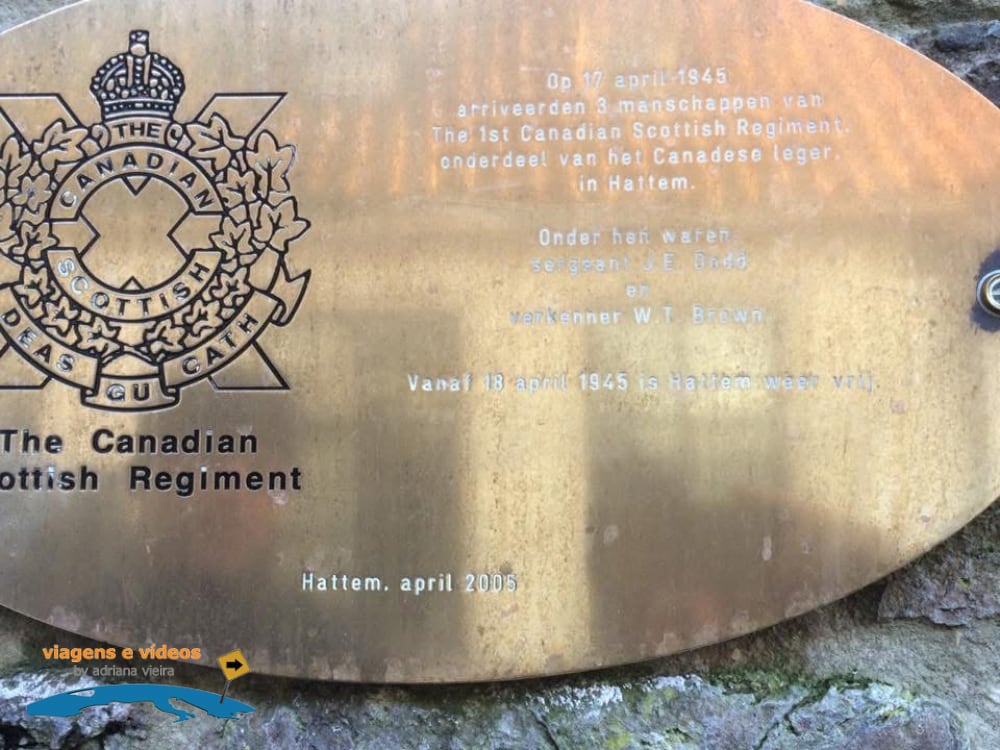 THE
CANADIAN
SCOTTISH
DEAS GU CATH
The Canadian
ottish Regiment
Op 17 april 1945
arriveerden 3 manschappen van
The 1st Canadian Scottish Regiment.
onderdeel van het Canadese leger.
in Hattem.
Onder hen waren
sergeant J.E. Dodd
en
verkenner W.T. Brown.
Vanaf 18 april 1945 is Hattem weer vrij.
Hattem. april 2005
viagens e vídeos
by adriana vieira